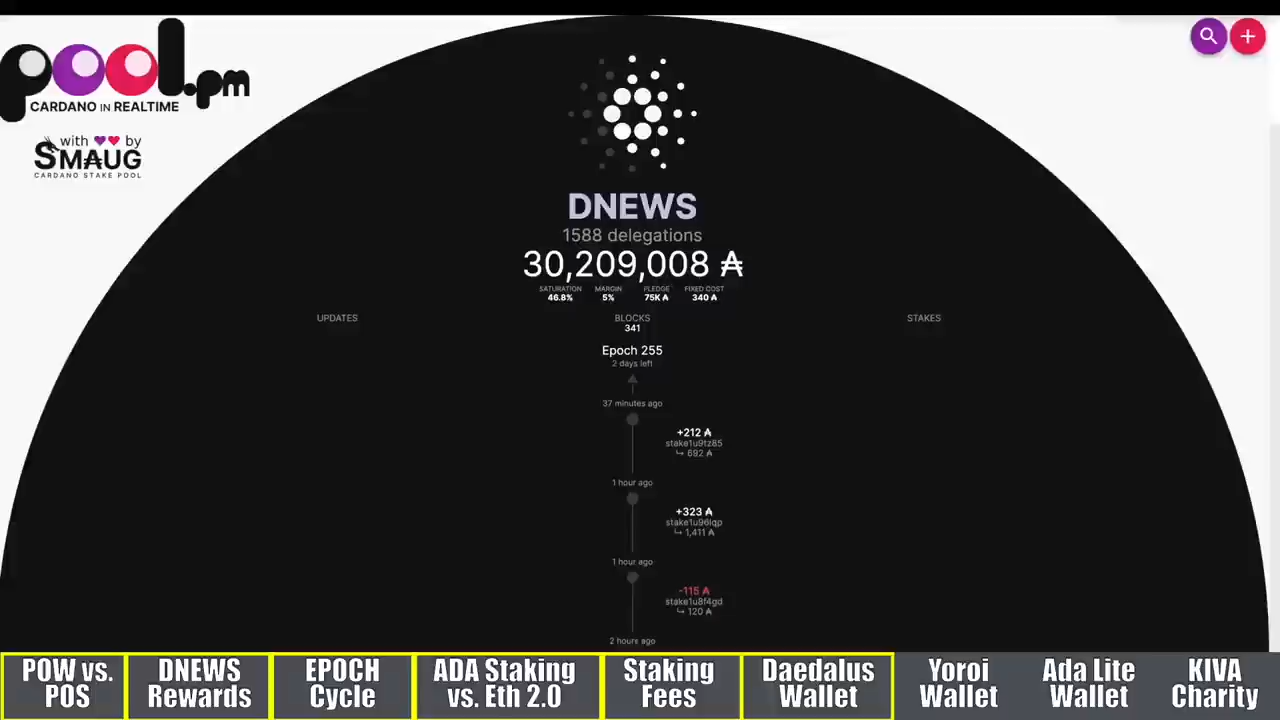 pool.pm
CARDANO IN REALTIME
with by
SMAUG
CARDANO STAKE POOL
DNEWS
1588 delegations
30,209,008 ₳
SATURATION MARGIN PLEDGE FIXED COST
46.8% 5% 75K ₳ 340 ₳
UPDATES BLOCKS STAKES
341
Epoch 255
2 days left
37 minutes ago
+212 ₳
stake1u9tz85
↳ 692 ₳
1 hour ago
+323 ₳
stake1u96lqp
↳ 1,411 ₳
1 hour ago
-115 ₳
stake1u8f4gd
↳ 120 ₳
2 hours ago
POW vs. POS
DNEWS Rewards
EPOCH Cycle
ADA Staking vs. Eth 2.0
Staking Fees
Daedalus Wallet
Yoroi Wallet
Ada Lite Wallet
KIVA Charity